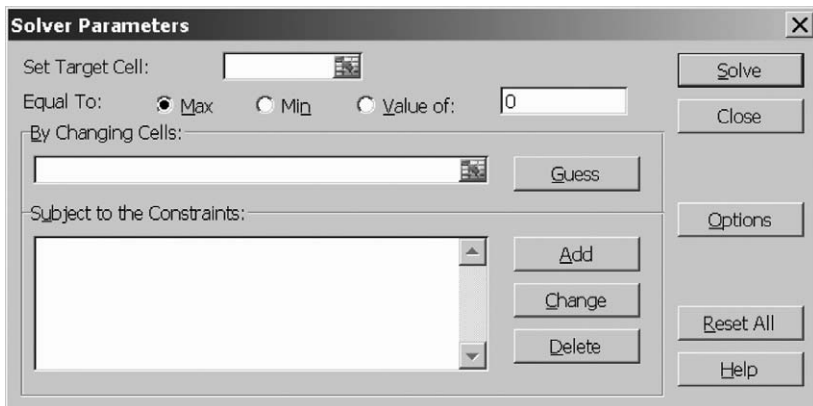 Solver Parameters
Set Target Cell:
Solve
Equal To: Max Min Value of: 0
Close
By Changing Cells:
Guess
Subject to the Constraints:
Options
Add
Change
Reset All
Delete
Help